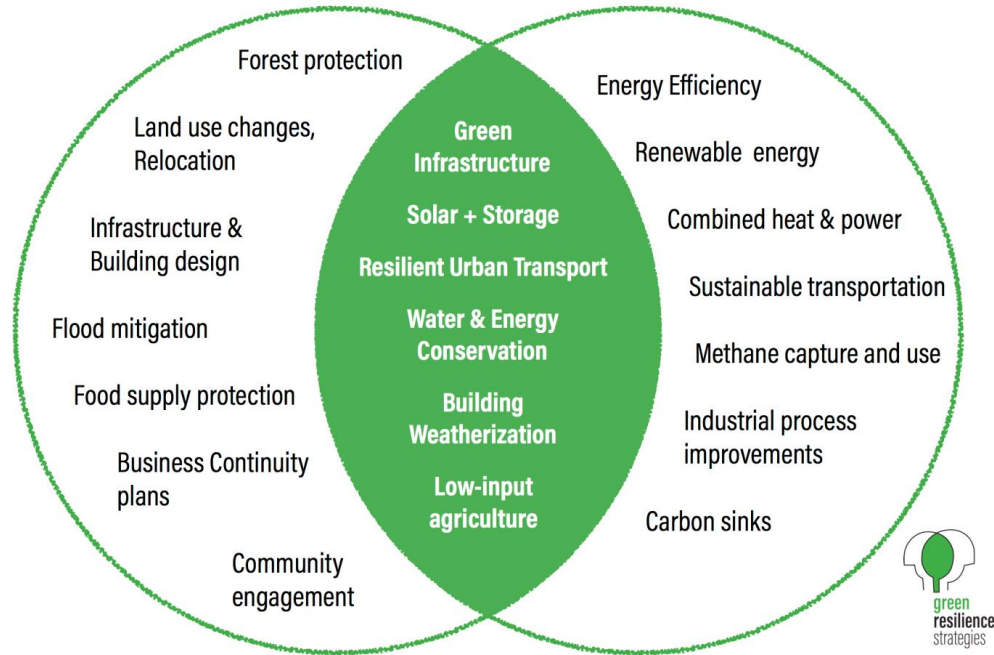 Forest protection
Land use changes,
Relocation
Infrastructure &
Building design
Flood mitigation
Food supply protection
Business Continuity
plans
Community
engagement
Green
Infrastructure
Solar + Storage
Resilient Urban Transport
Water & Energy
Conservation
Building
Weatherization
Low-input
agriculture
Energy Efficiency
Renewable energy
Combined heat & power
Sustainable transportation
Methane capture and use
Industrial process
improvements
Carbon sinks
green
resilience
strategies